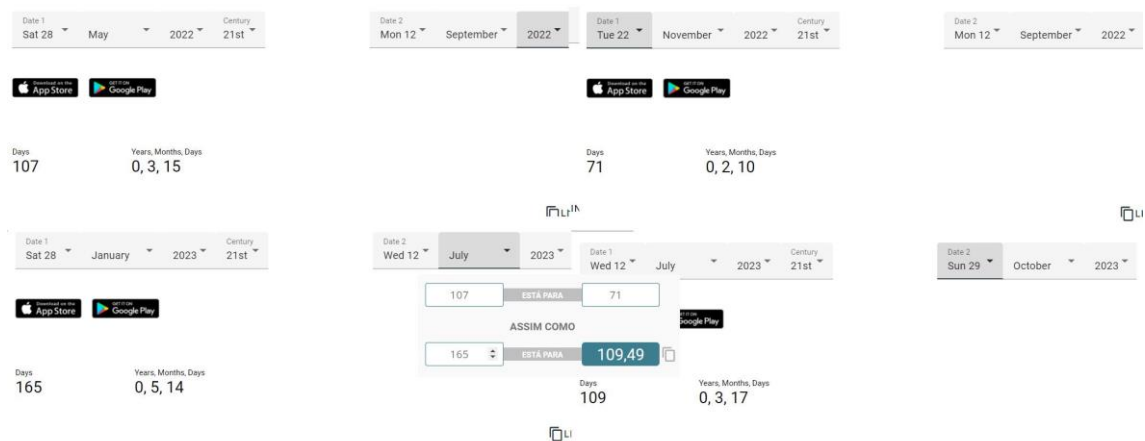 Date 1
Sat 28 May 2022 Century 21st
Date 2
Mon 12 September 2022
Date 1
Tue 22 November 2022 Century 21st
Date 2
Mon 12 September 2022
Download on the App Store GET IT ON Google Play
Download on the App Store GET IT ON Google Play
Days Years, Months, Days
107 0, 3, 15
Days Years, Months, Days
71 0, 2, 10
Date 1
Sat 28 January 2023 Century 21st
Date 2
Wed 12 July 2023
Date 1
Wed 12 July 2023 Century 21st
Date 2
Sun 29 October 2023
Download on the App Store GET IT ON Google Play
107 ESTÁ PARA 71
ASSIM COMO
165 ESTÁ PARA 109,49
Google Play
Days Years, Months, Days
165 0, 5, 14
Days Years, Months, Days
109 0, 3, 17